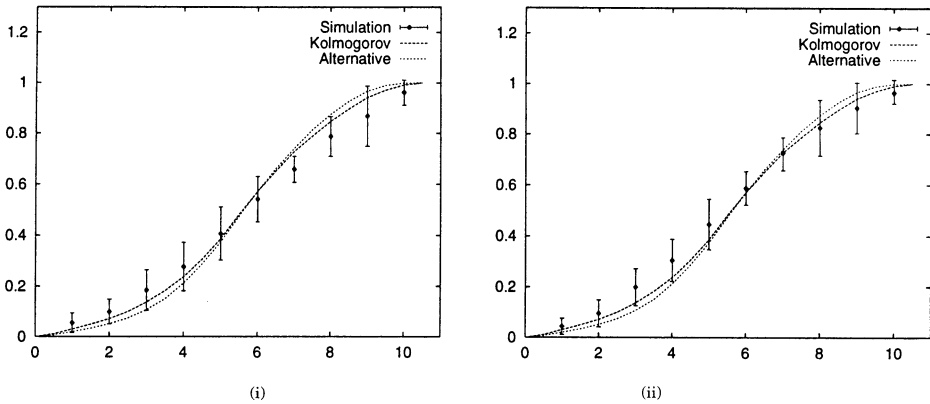 1.2
1
0.8
0.6
0.4
0.2
0
0 2 4 6 8 10
Simulation
Kolmogorov
Alternative
(i)
1.2
1
0.8
0.6
0.4
0.2
0
0 2 4 6 8 10
Simulation
Kolmogorov
Alternative
(ii)